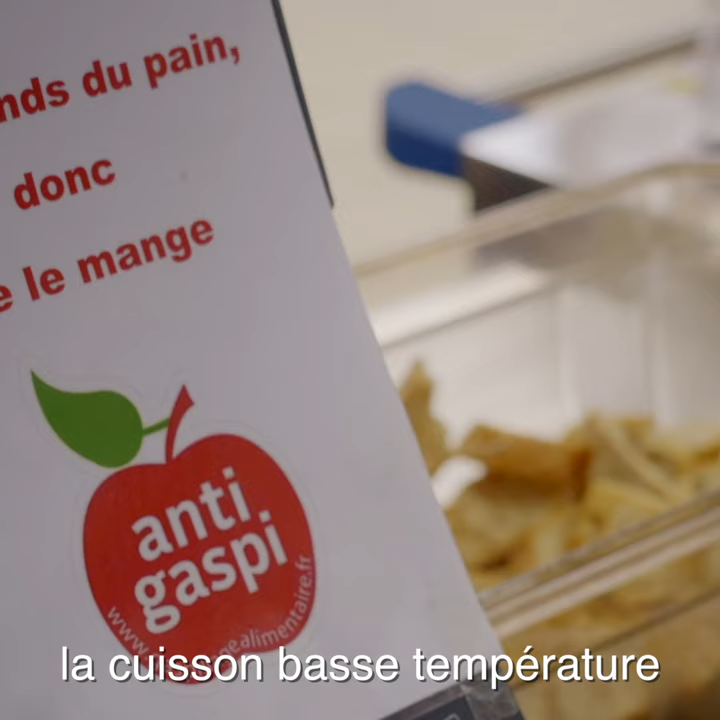 nds du pain,
donc
e le mange
anti
gaspi
la cuisson basse température